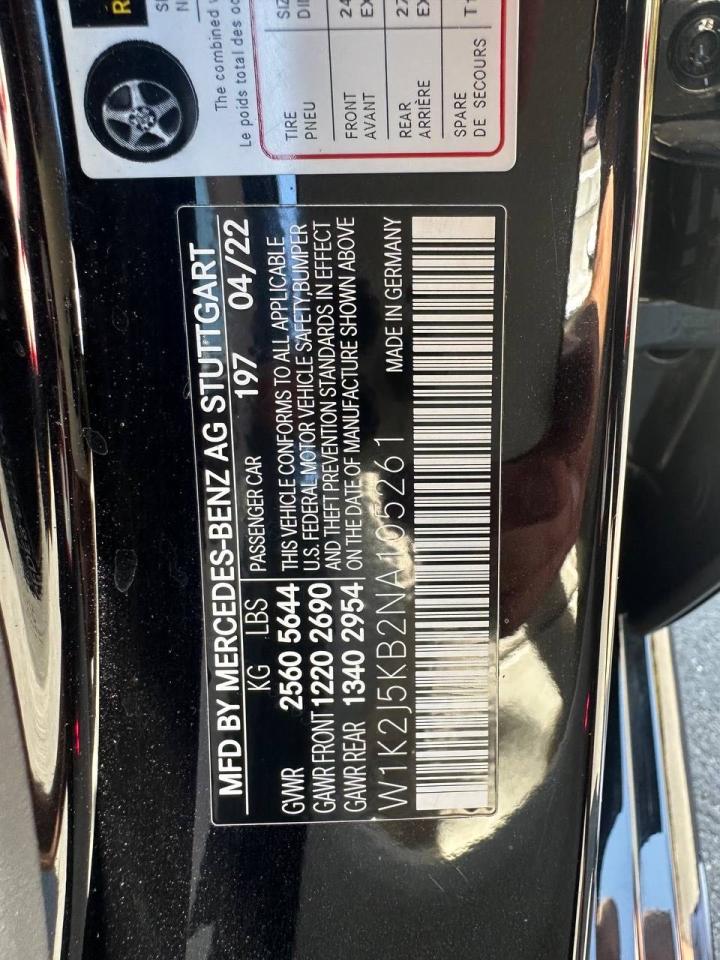 MFD BY MERCEDES-BENZ AG STUTTGART
KG LBS PASSENGER CAR 197 04/22
GWR 2560 5644 THIS VEHICLE CONFORMS TO ALL APPLICABLE
GAWR FRONT 1220 2690 U.S. FEDERAL MOTOR VEHICLE SAFETY,BUMPER
GAWR REAR 1340 2954 AND THEFT PREVENTION STANDARDS IN EFFECT
ON THE DATE OF MANUFACTURE SHOWN ABOVE
W1K2J5KB2NA105261 MADE IN GERMANY
The combined
Le poids total des
TIRE
PNEU
FRONT
AVANT
24
REAR
ARRIÈRE
27
SPARE
DE SECOURS